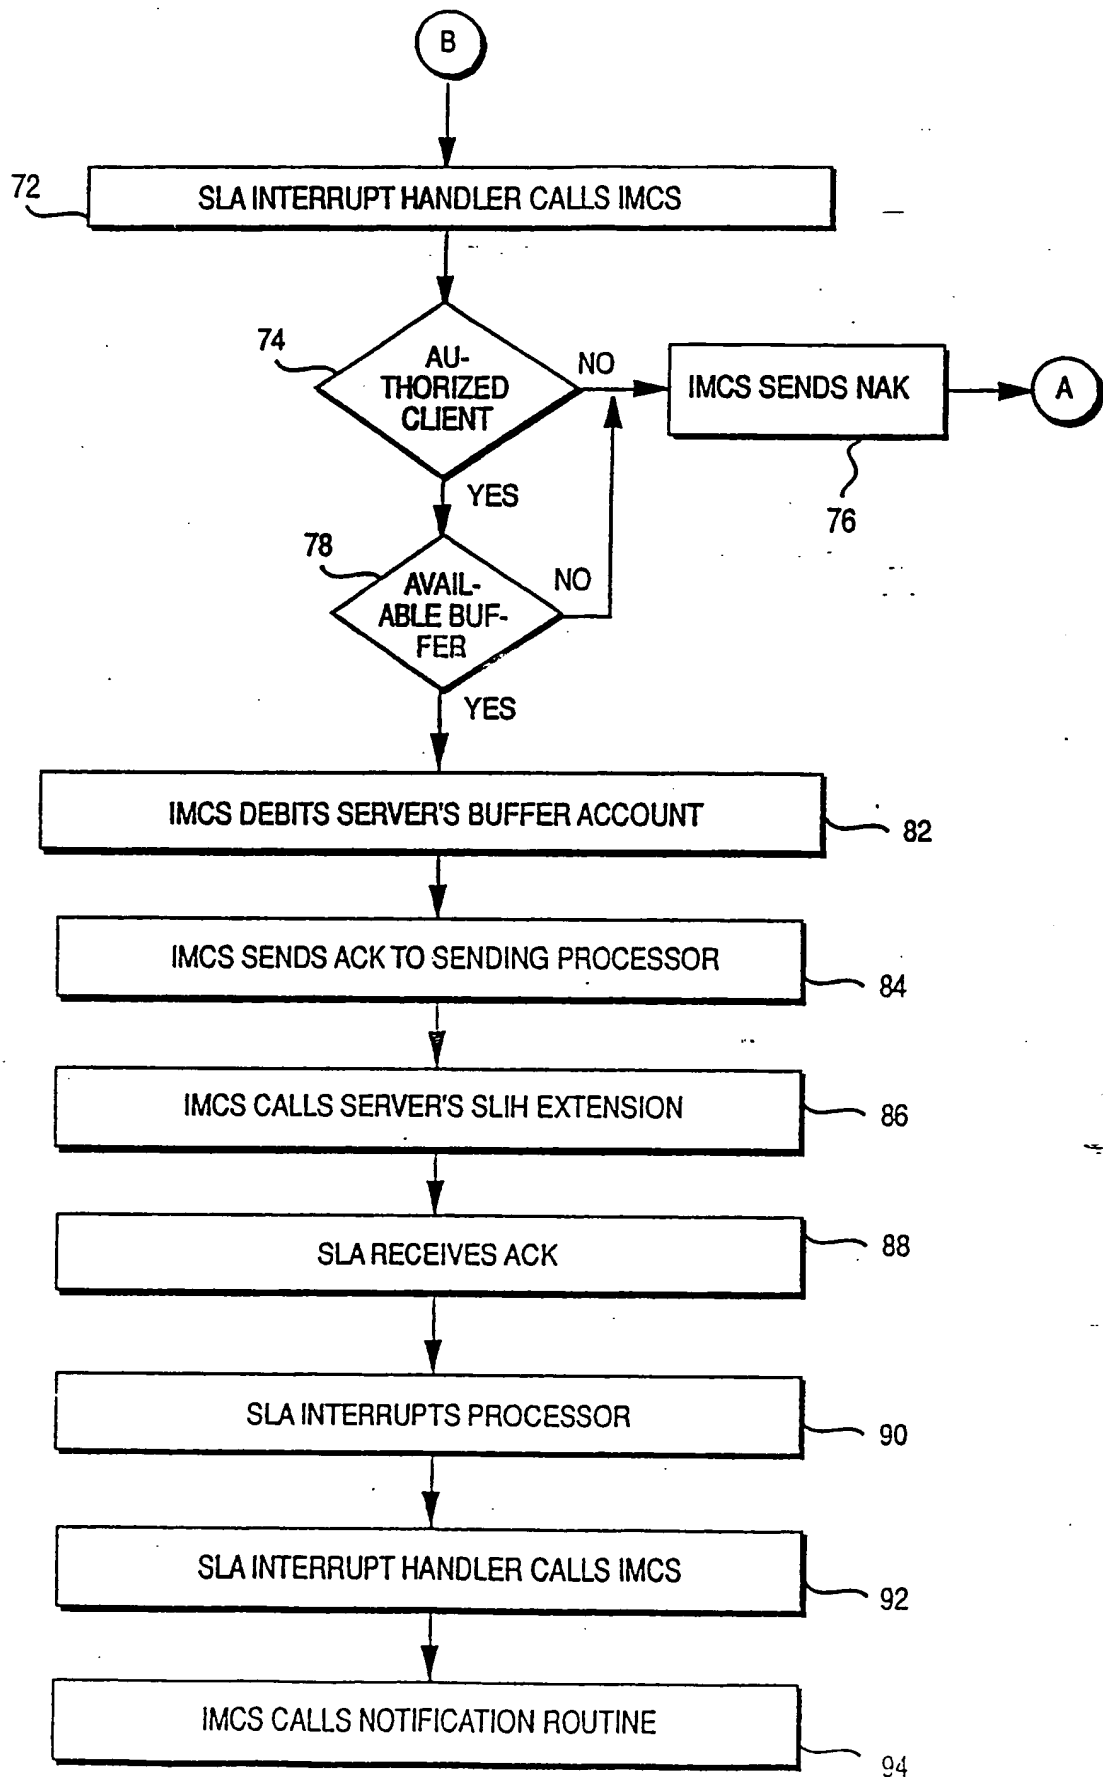 B
72
SLA INTERRUPT HANDLER CALLS IMCS
74
AU-
THORIZED
CLIENT
NO
IMCS SENDS NAK
A
76
YES
78
AVAIL-
ABLE BUF-
FER
NO
YES
IMCS DEBITS SERVER'S BUFFER ACCOUNT
82
IMCS SENDS ACK TO SENDING PROCESSOR
84
IMCS CALLS SERVER'S SLIH EXTENSION
86
SLA RECEIVES ACK
88
SLA INTERRUPTS PROCESSOR
90
SLA INTERRUPT HANDLER CALLS IMCS
92
IMCS CALLS NOTIFICATION ROUTINE
94